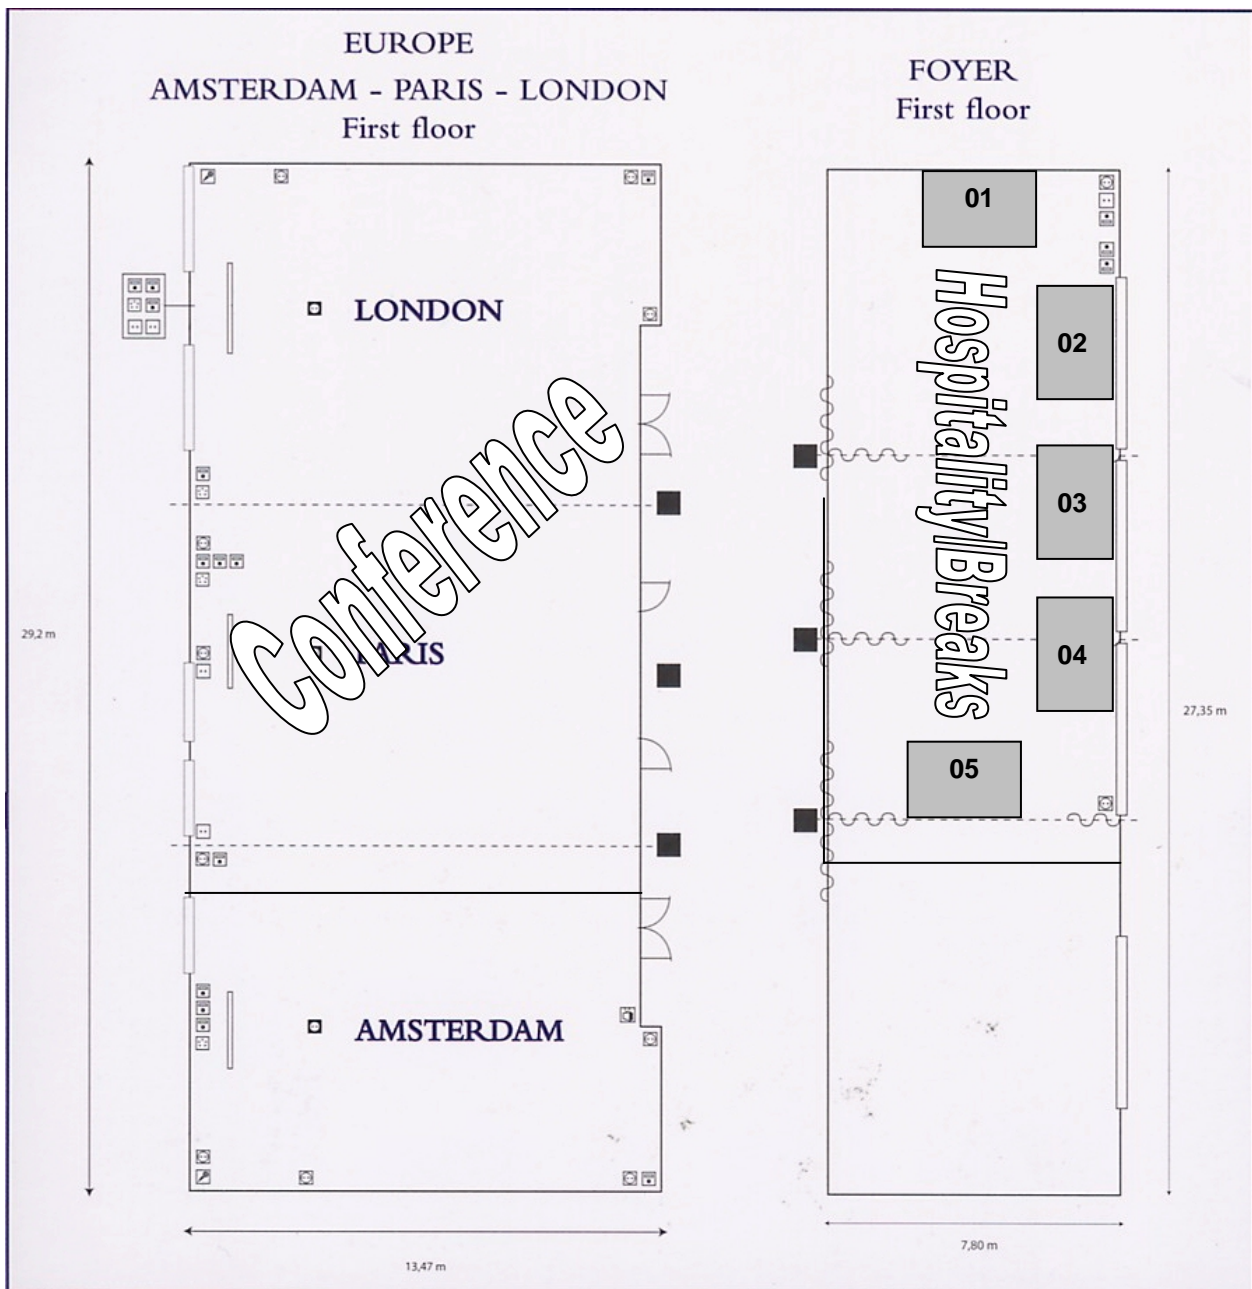 EUROPE
AMSTERDAM - PARIS - LONDON
First floor
FOYER
First floor
01
LONDON
02
Hospitality/Breaks
Conference
03
29,2 m
PARIS
04
27,35 m
05
AMSTERDAM
13,47 m
7,80 m